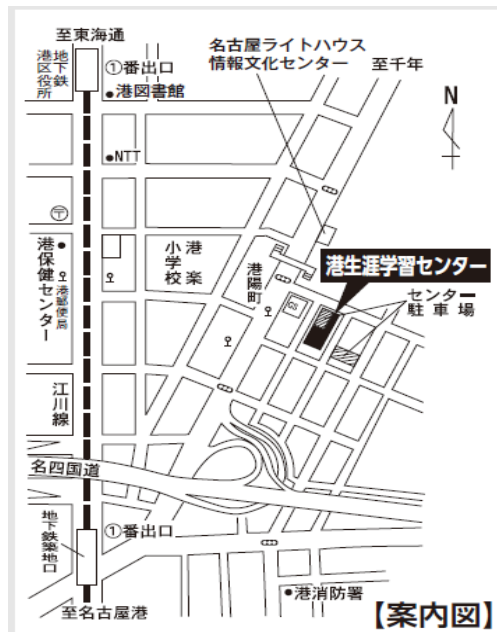 至東海通
地下鉄
港区役所
①番出口
●港図書館
●NTT
名古屋ライトハウス
情報文化センター
至千年
N
〒
港保健センター
港郵便局
港楽
小学校
港陽町
GS
港生涯学習センター
センター
駐車場
江川線
名四国道
地下鉄築地口
①番出口
至名古屋港
●港消防署
【案内図】